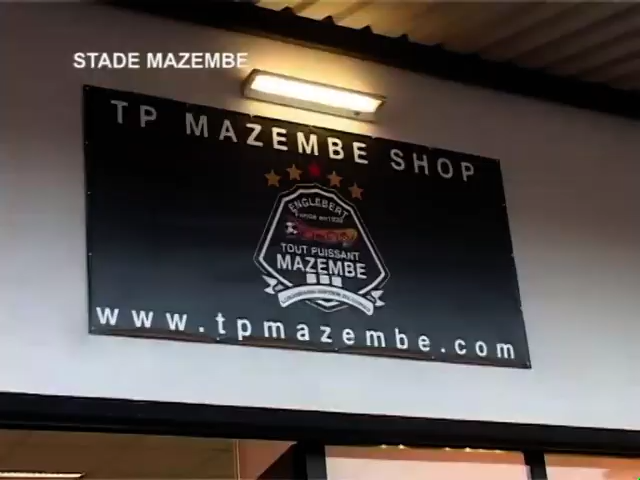 STADE MAZEMBE
TP MAZEMBE SHOP
ENGLEBERT
TOUT PUISSANT
MAZEMBE
www.tpmazembe.com